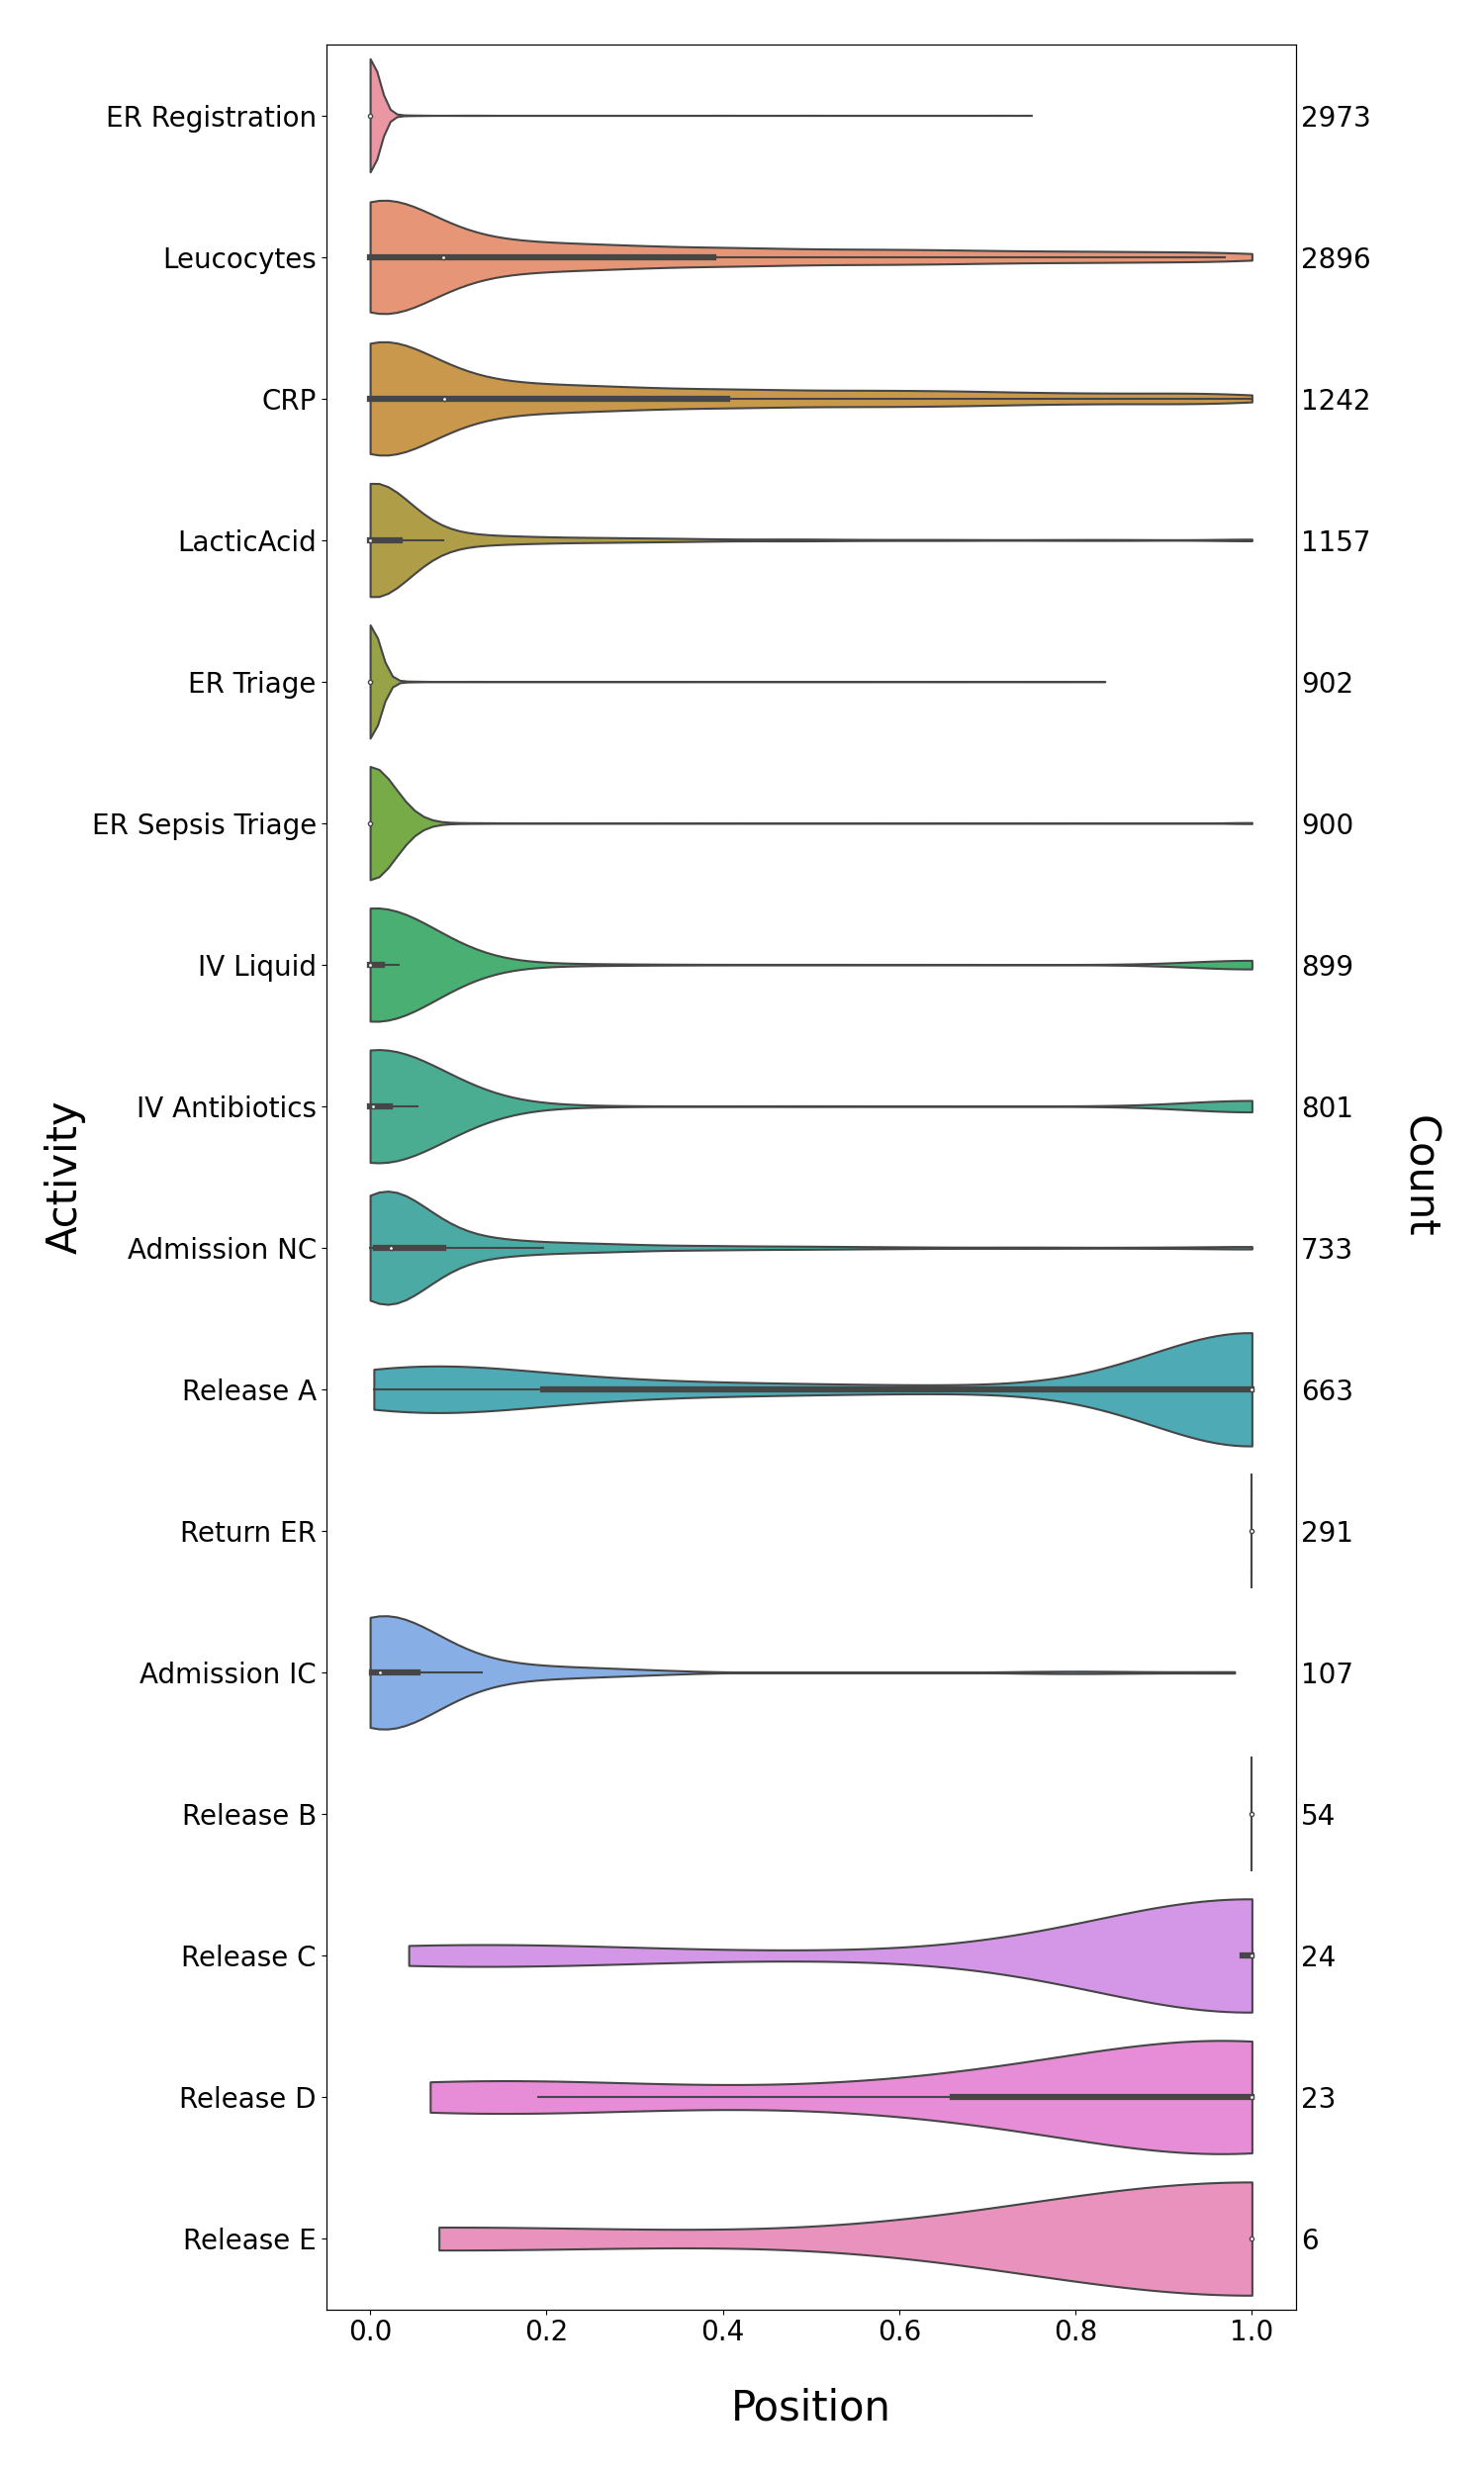 ER Registration 2973
Leucocytes 2896
CRP 1242
LacticAcid 1157
ER Triage 902
ER Sepsis Triage 900
IV Liquid 899
IV Antibiotics 801
Activity
Count
Admission NC 733
Release A 663
Return ER 291
Admission IC 107
Release B 54
Release C 24
Release D 23
Release E 6
0.0 0.2 0.4 0.6 0.8 1.0
Position